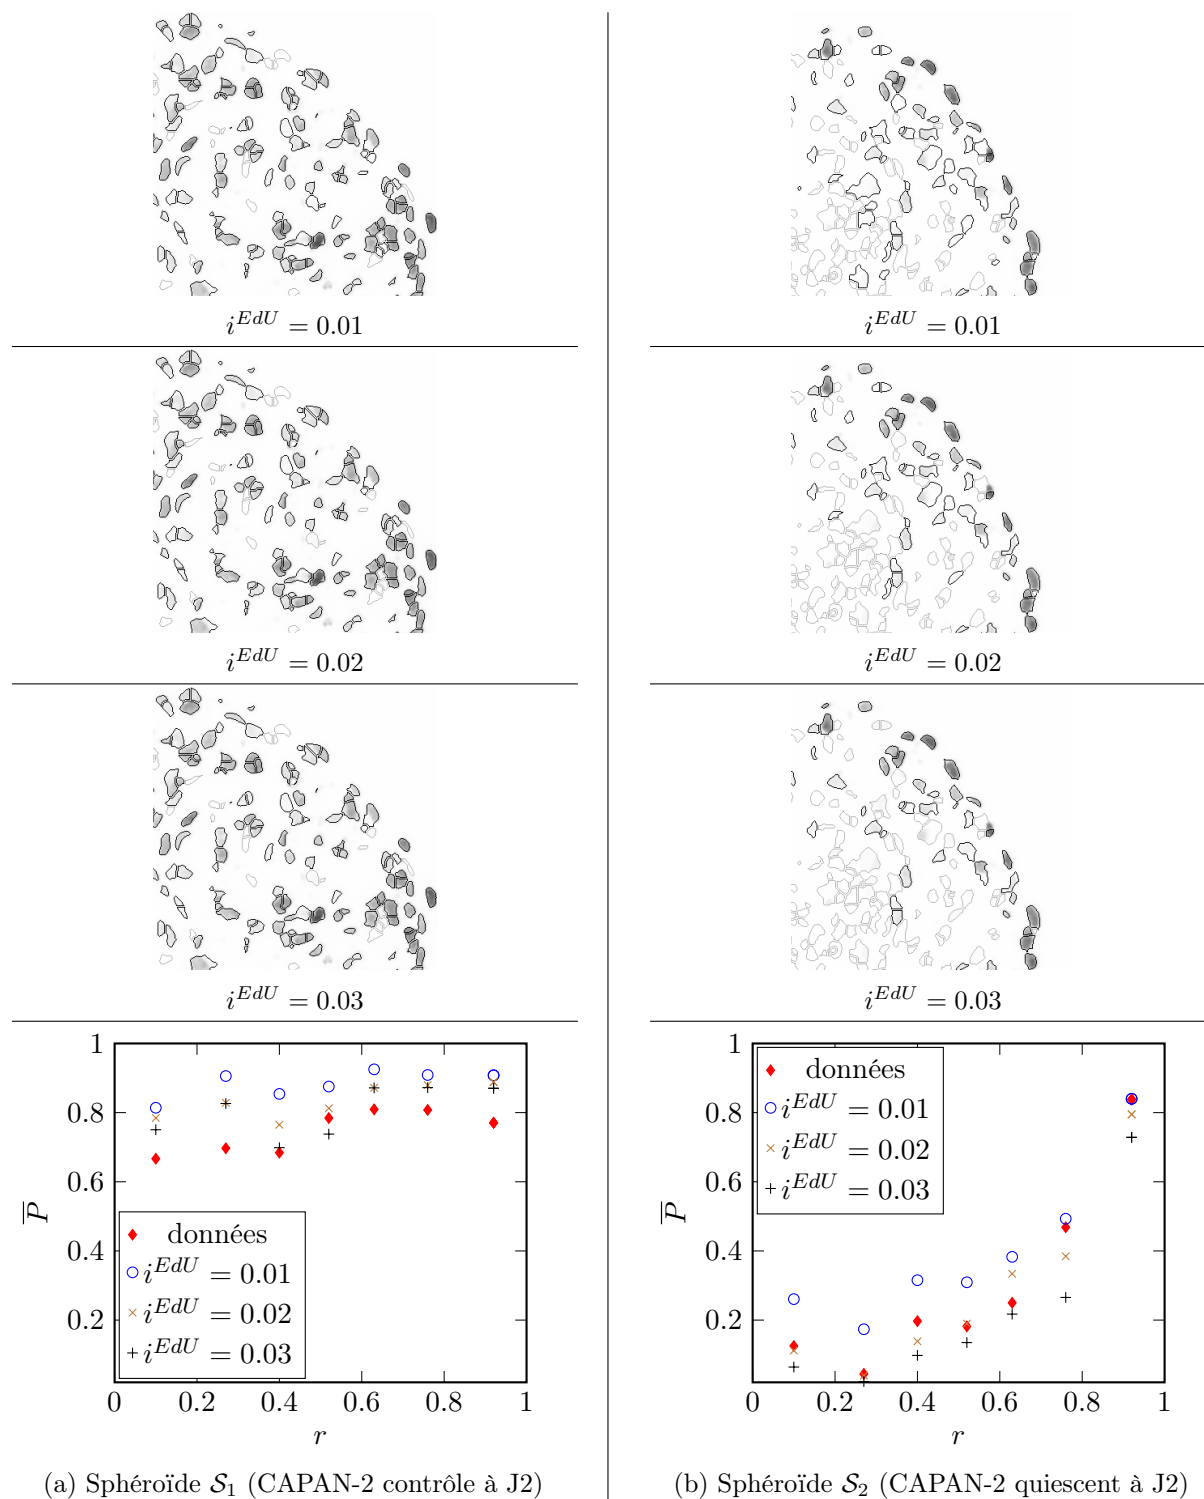 i^EdU = 0.01
i^EdU = 0.02
i^EdU = 0.03
1
0.8
0.6
0.4
0.2
P̅
données
i^EdU = 0.01
i^EdU = 0.02
i^EdU = 0.03
0 0.2 0.4 0.6 0.8 1
r
(a) Sphéroïde 𝒮₁ (CAPAN-2 contrôle à J2)
i^EdU = 0.01
i^EdU = 0.02
i^EdU = 0.03
1
0.8
0.6
0.4
0.2
P̅
données
i^EdU = 0.01
i^EdU = 0.02
i^EdU = 0.03
0 0.2 0.4 0.6 0.8 1
r
(b) Sphéroïde 𝒮₂ (CAPAN-2 quiescent à J2)